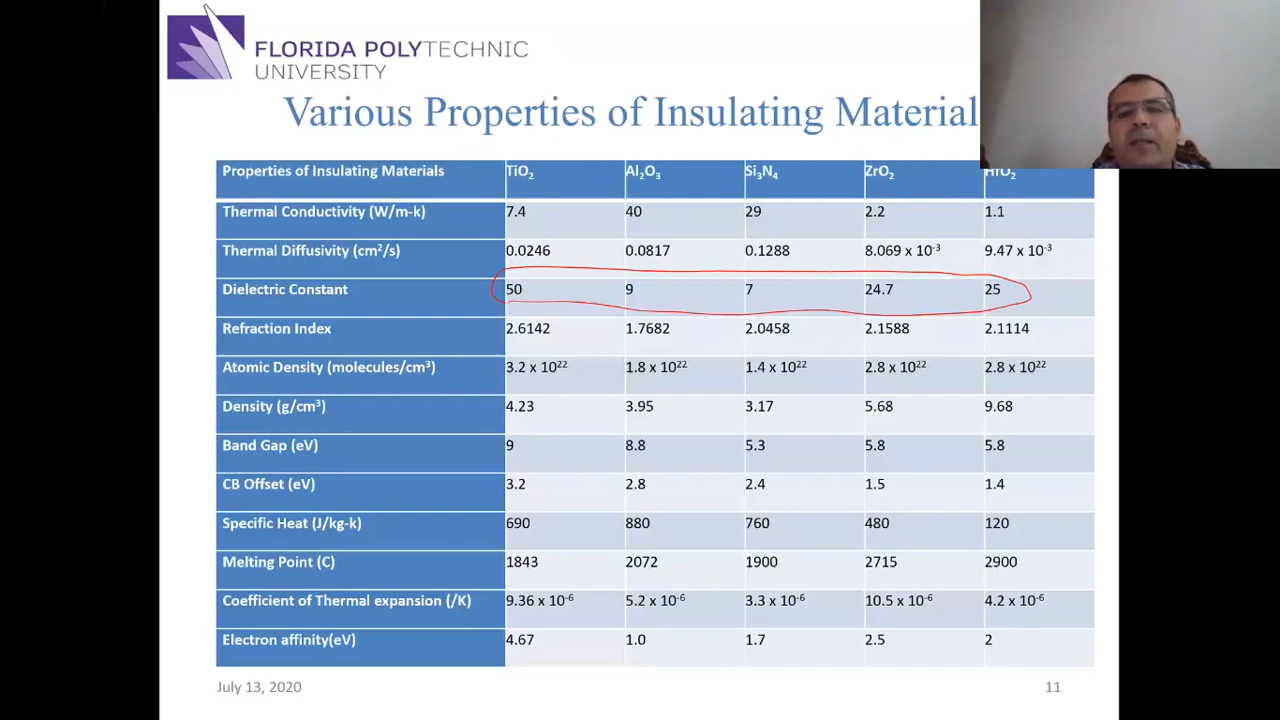 FLORIDA POLYTECHNIC
UNIVERSITY
Various Properties of Insulating Material
Properties of Insulating Materials TiO₂ Al₂O₃ Si₃N₄ ZrO₂ HfO₂
Thermal Conductivity (W/m-k) 7.4 40 29 2.2 1.1
Thermal Diffusivity (cm²/s) 0.0246 0.0817 0.1288 8.069 x 10⁻³ 9.47 x 10⁻³
Dielectric Constant 50 9 7 24.7 25
Refraction Index 2.6142 1.7682 2.0458 2.1588 2.1114
Atomic Density (molecules/cm³) 3.2 x 10²² 1.8 x 10²² 1.4 x 10²² 2.8 x 10²² 2.8 x 10²²
Density (g/cm³) 4.23 3.95 3.17 5.68 9.68
Band Gap (eV) 9 8.8 5.3 5.8 5.8
CB Offset (eV) 3.2 2.8 2.4 1.5 1.4
Specific Heat (J/kg-k) 690 880 760 480 120
Melting Point (C) 1843 2072 1900 2715 2900
Coefficient of Thermal expansion (/K) 9.36 x 10⁻⁶ 5.2 x 10⁻⁶ 3.3 x 10⁻⁶ 10.5 x 10⁻⁶ 4.2 x 10⁻⁶
Electron affinity(eV) 4.67 1.0 1.7 2.5 2
July 13, 2020 11